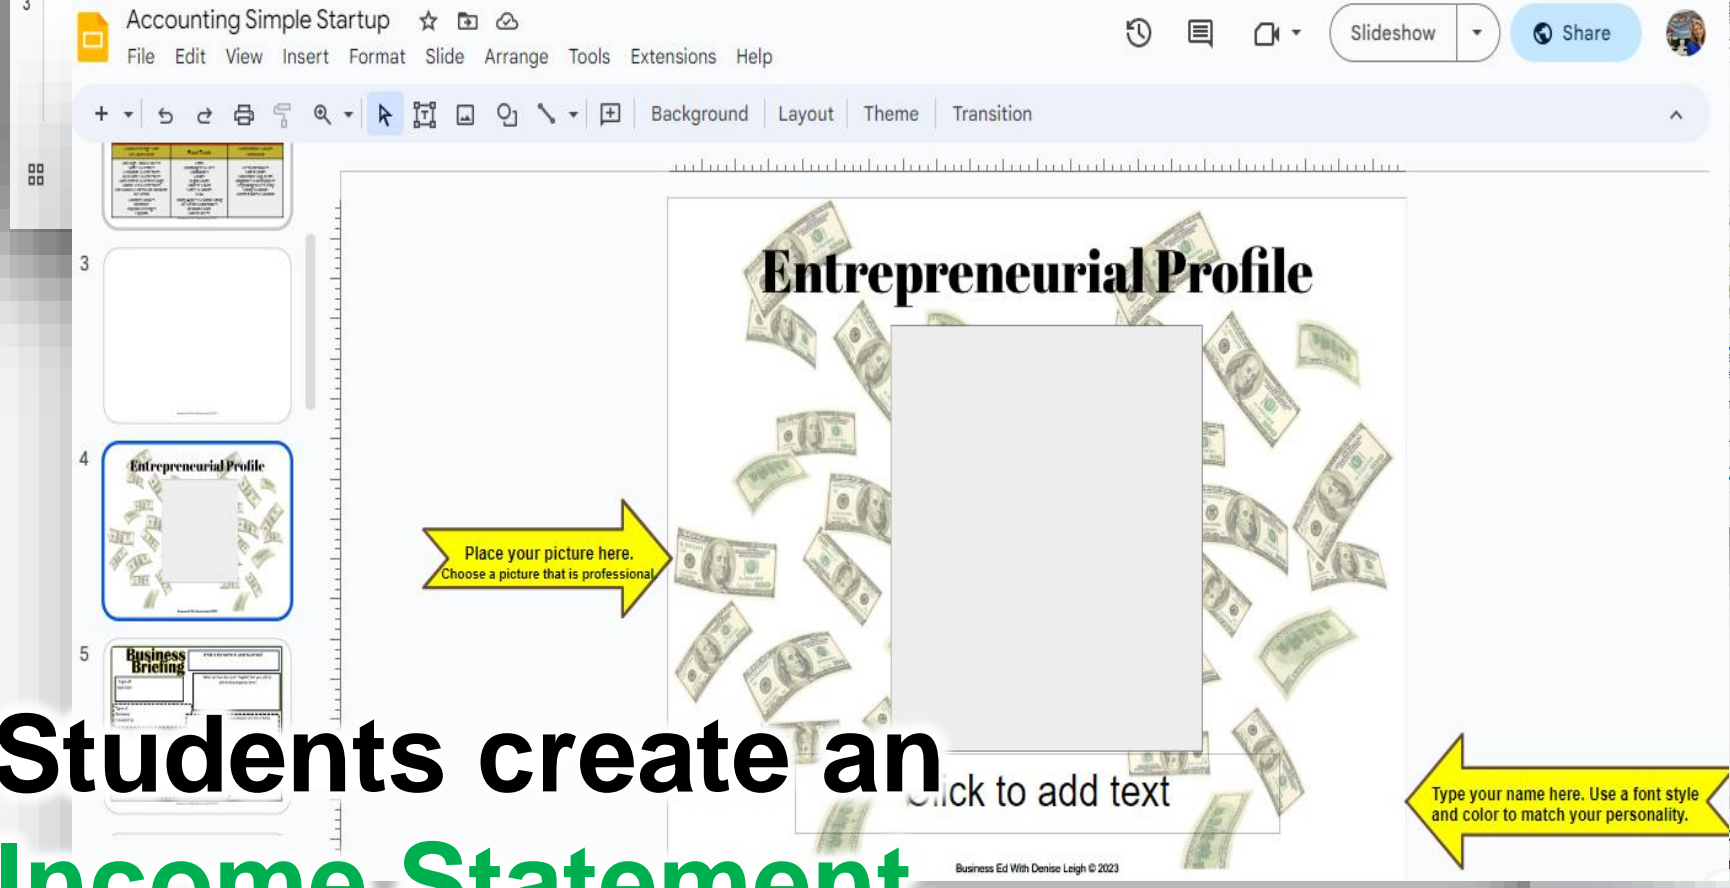 3
Accounting Simple Startup
File Edit View Insert Format Slide Arrange Tools Extensions Help
Slideshow
Share
Background Layout Theme Transition
3
4
Entrepreneurial Profile
5
Business
Briefing
Entrepreneurial Profile
Place your picture here.
Choose a picture that is professional.
Click to add text
Type your name here. Use a font style
and color to match your personality.
Business Ed With Denise Leigh © 2023
Students create an
Income Statement